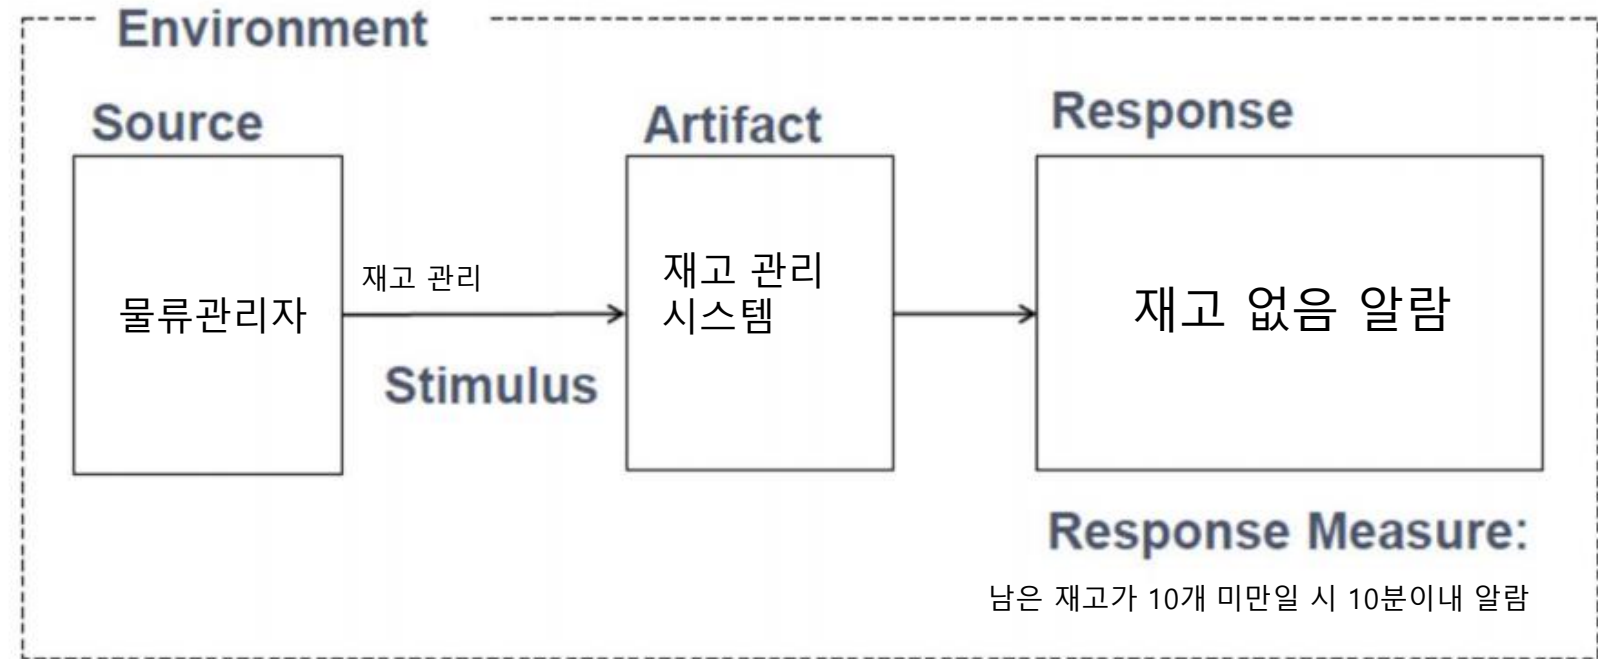 Environment
Source
Artifact
Response
물류관리자
재고 관리
Stimulus
재고 관리
시스템
재고 없음 알람
Response Measure:
남은 재고가 10개 미만일 시 10분이내 알람